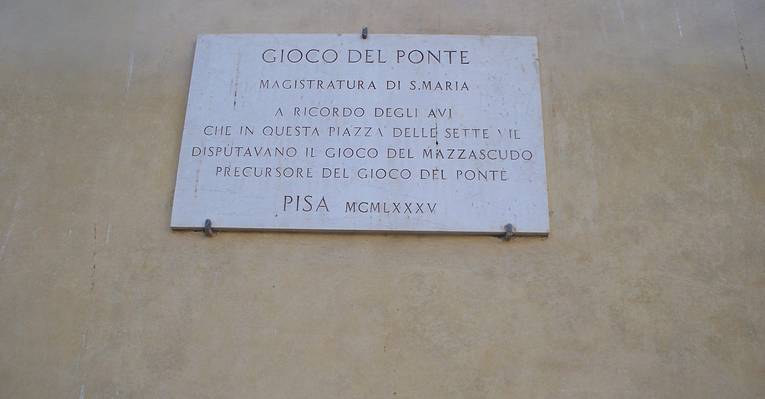 GIOCO DEL PONTE
MAGISTRATURA DI S.MARIA
A RICORDO DEGLI AVI
CHE IN QUESTA PIAZZA DELLE SETTE VIE
DISPUTAVANO IL GIOCO DEL MAZZASCUDO
PRECURSORE DEL GIOCO DEL PONTE
PISA MCMLXXXV